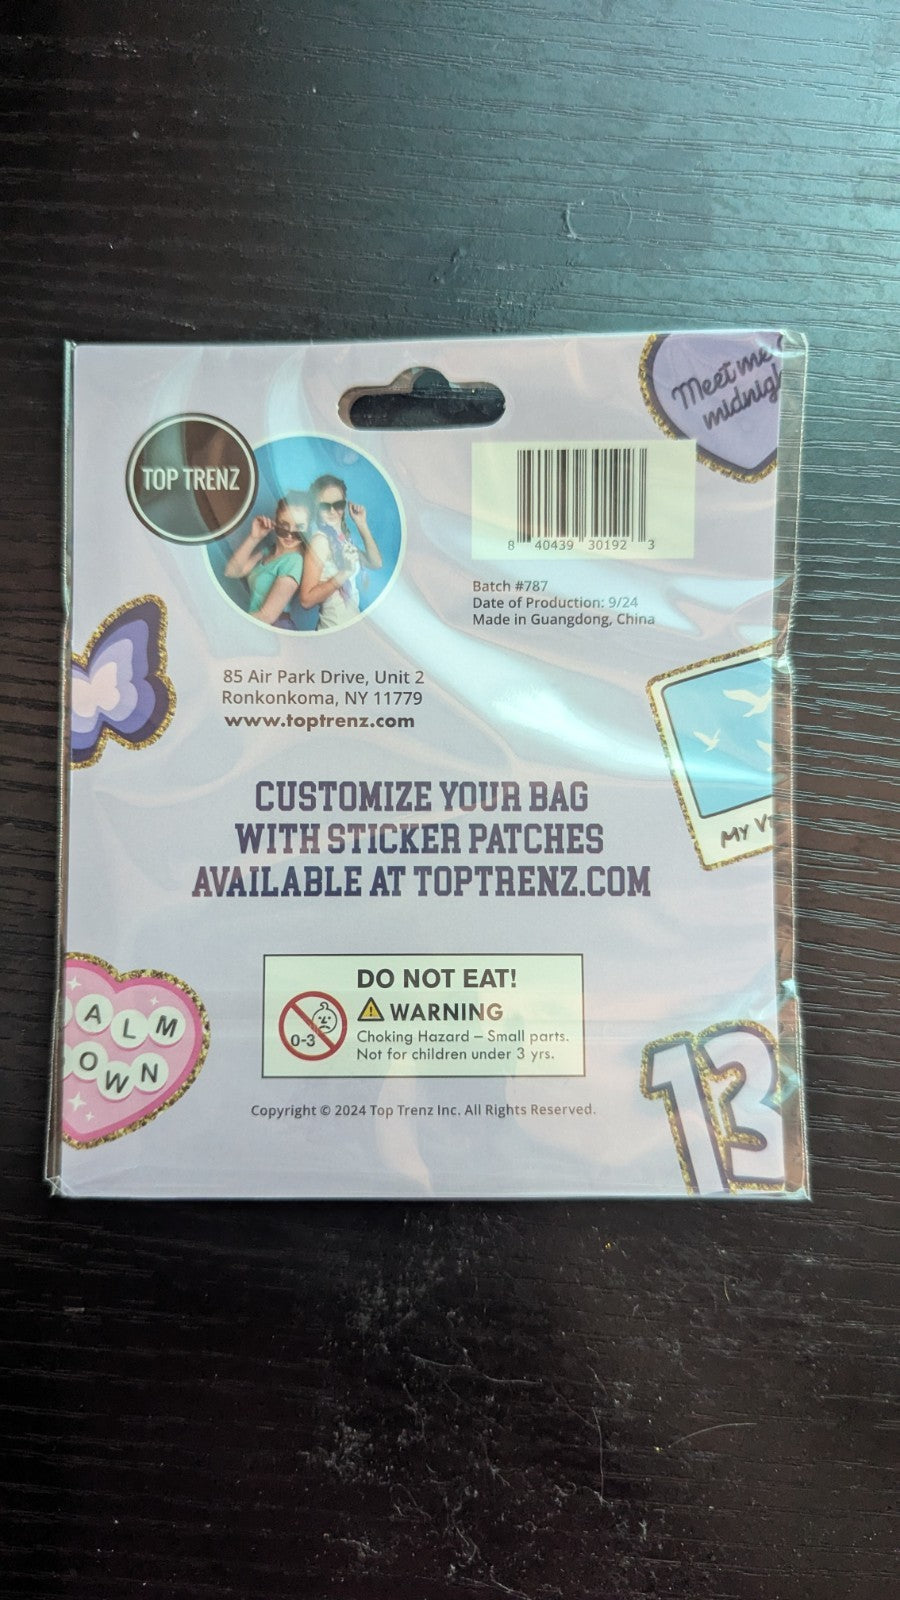 Meet me
TOP TRENZ
8 40439 30192 3
Batch #787
Date of Production: 9/24
Made in Guangdong, China
85 Air Park Drive, Unit 2
Ronkonkoma, NY 11779
www.toptrenz.com
MY
CUSTOMIZE YOUR BAG
WITH STICKER PATCHES
AVAILABLE AT TOPTRENZ.COM
DO NOT EAT!
WARNING
0-3
Choking Hazard – Small parts.
Not for children under 3 yrs.
ALM
OWN
13
Copyright © 2024 Top Trenz Inc. All Rights Reserved.